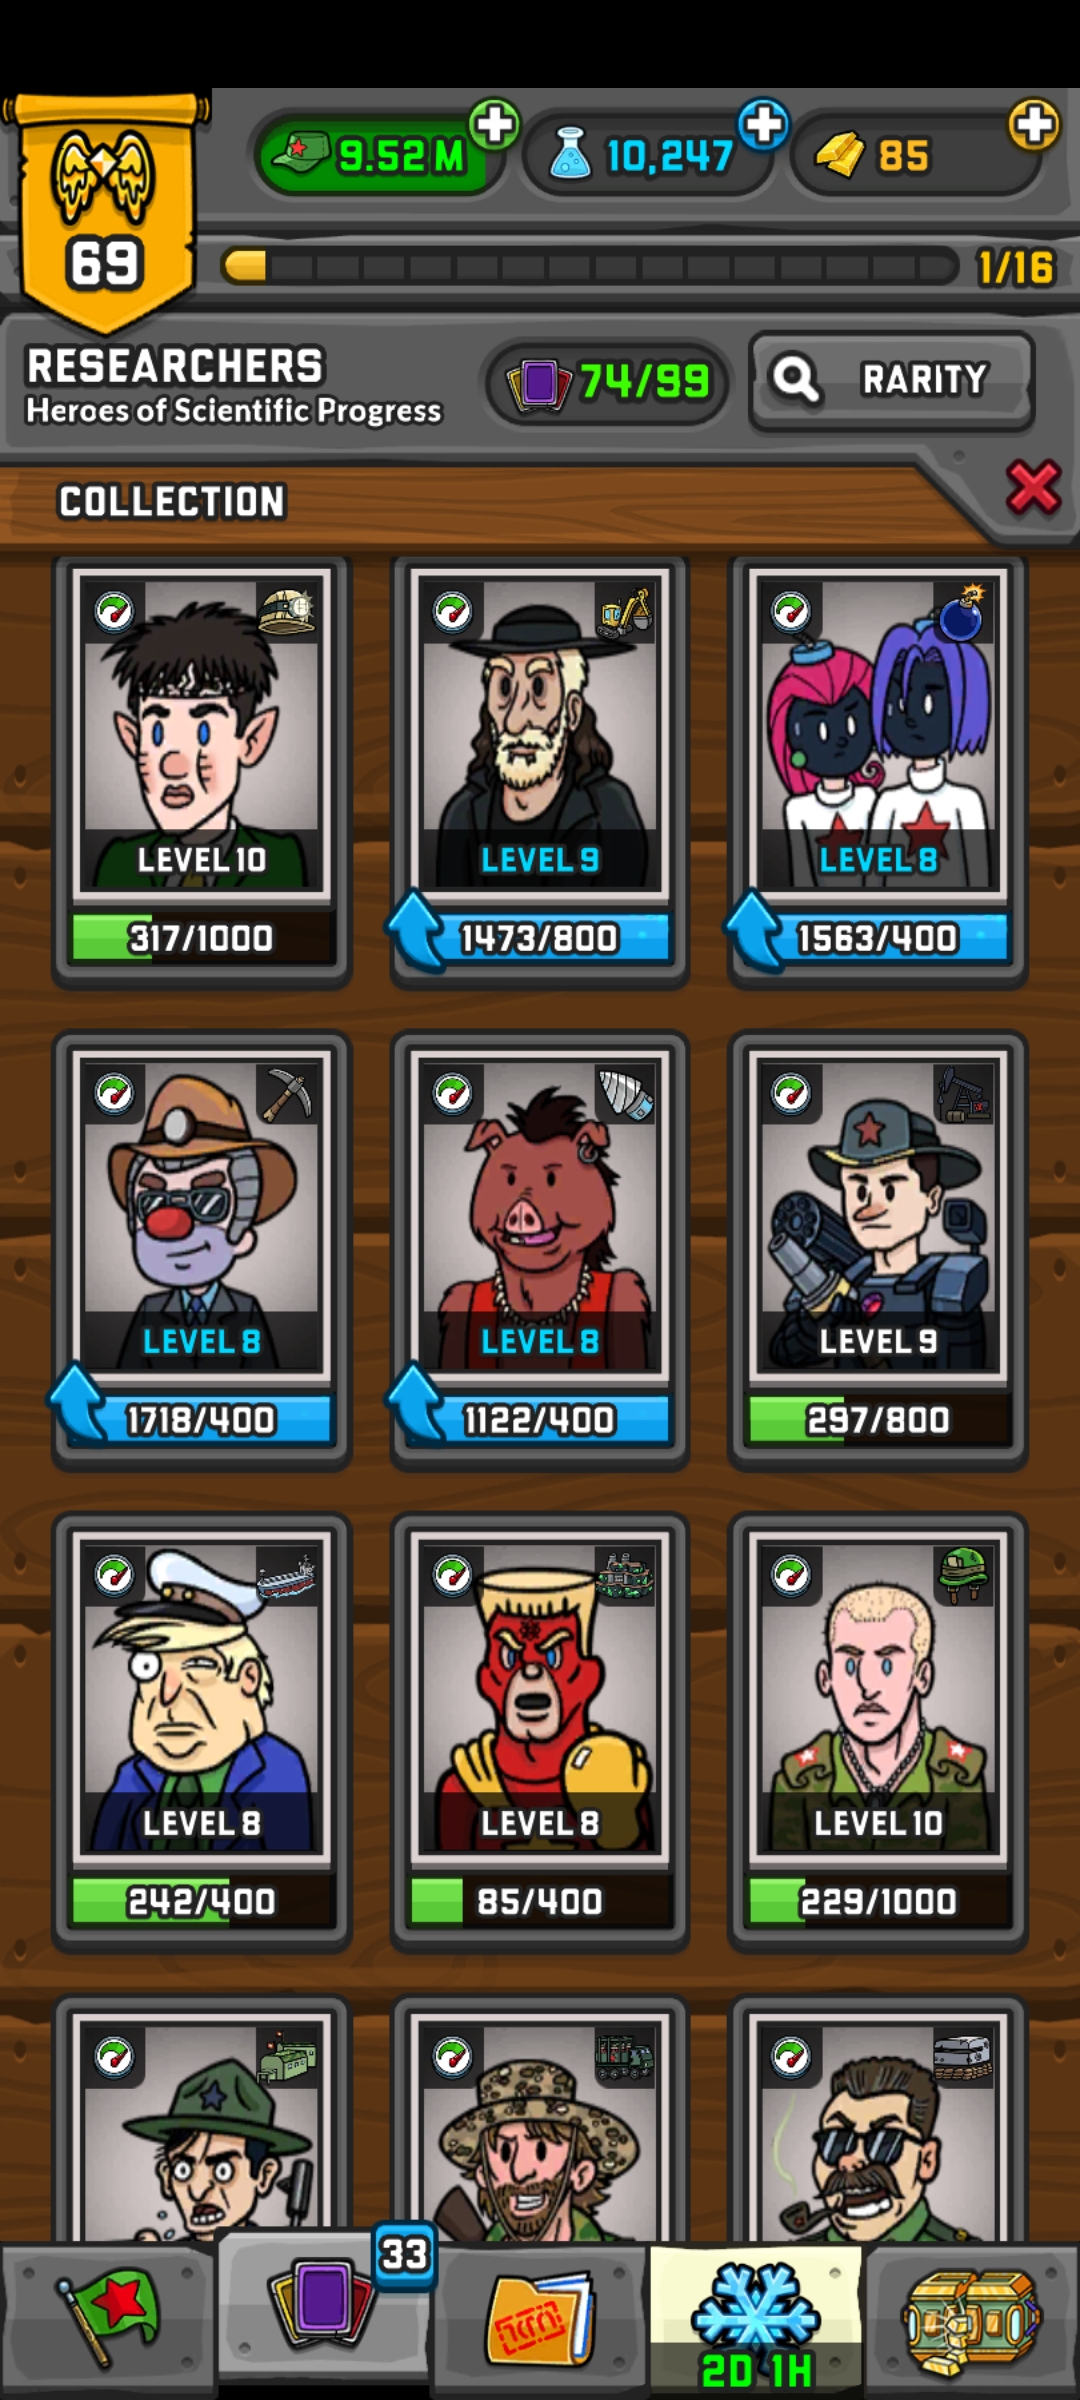 9.52 M
10,247
85
69
1/16
RESEARCHERS
Heroes of Scientific Progress
74/99
RARITY
COLLECTION
LEVEL 10
LEVEL 9
LEVEL 8
317/1000
1473/800
1563/400
LEVEL 8
LEVEL 8
LEVEL 9
1718/400
1122/400
297/800
LEVEL 8
LEVEL 8
LEVEL 10
242/400
85/400
229/1000
33
2D 1H